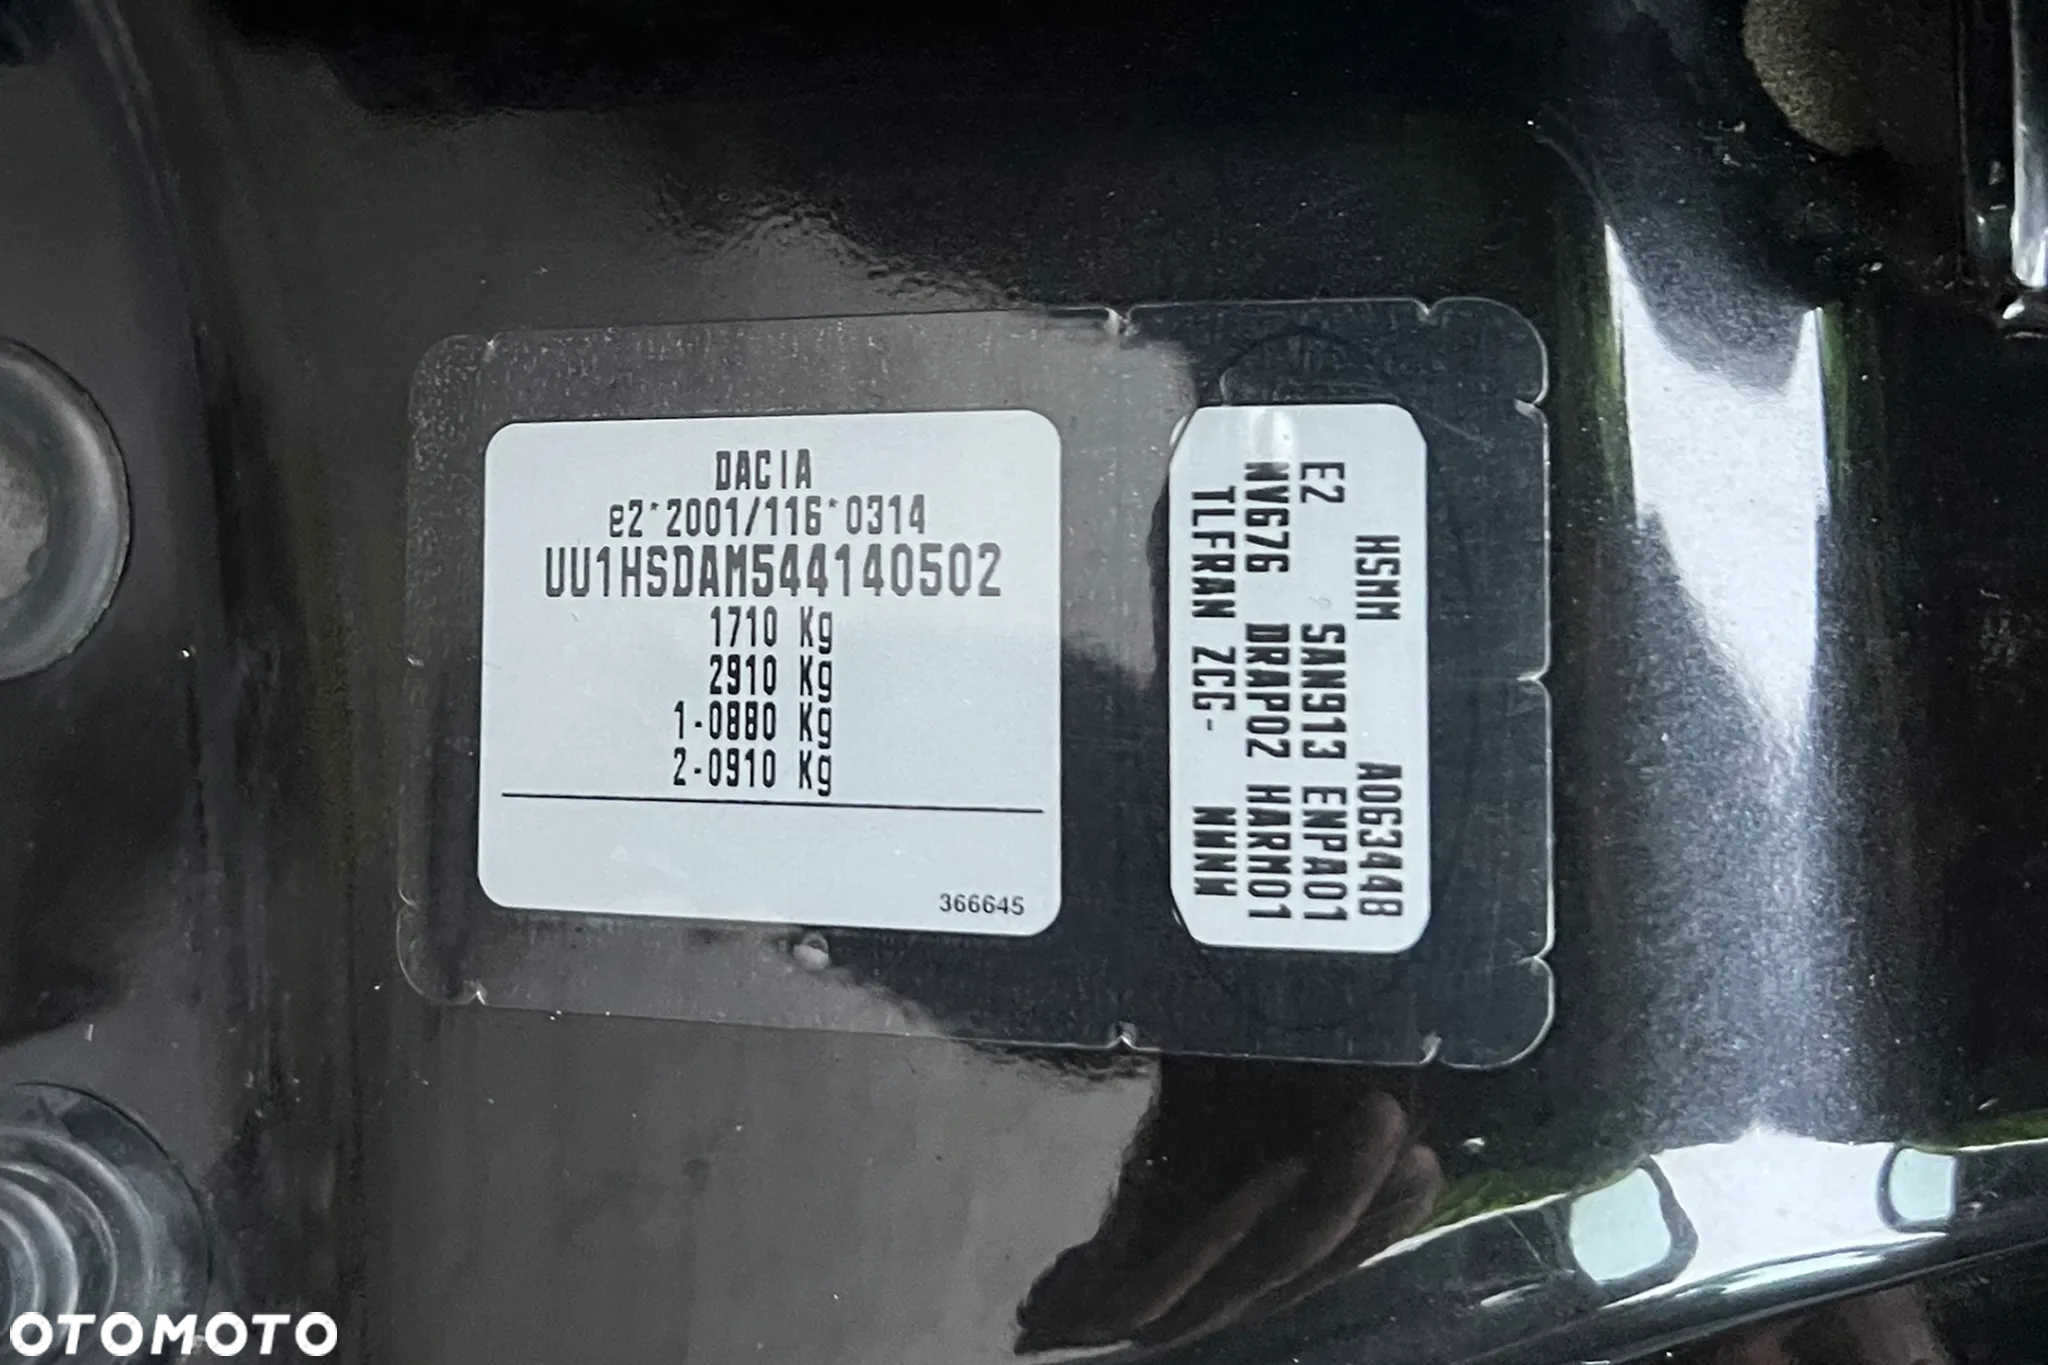 DACIA
e2*2001/116*0314
UU1HSDAM544140502
1710 Kg
2910 Kg
1-0880 Kg
2-0910 Kg
366645
HSMM A063448
E2 SAN913 ENPA01
NV676 DRAP02 HARM01
TLFRAN ZCG- NWNM
OTOMOTO